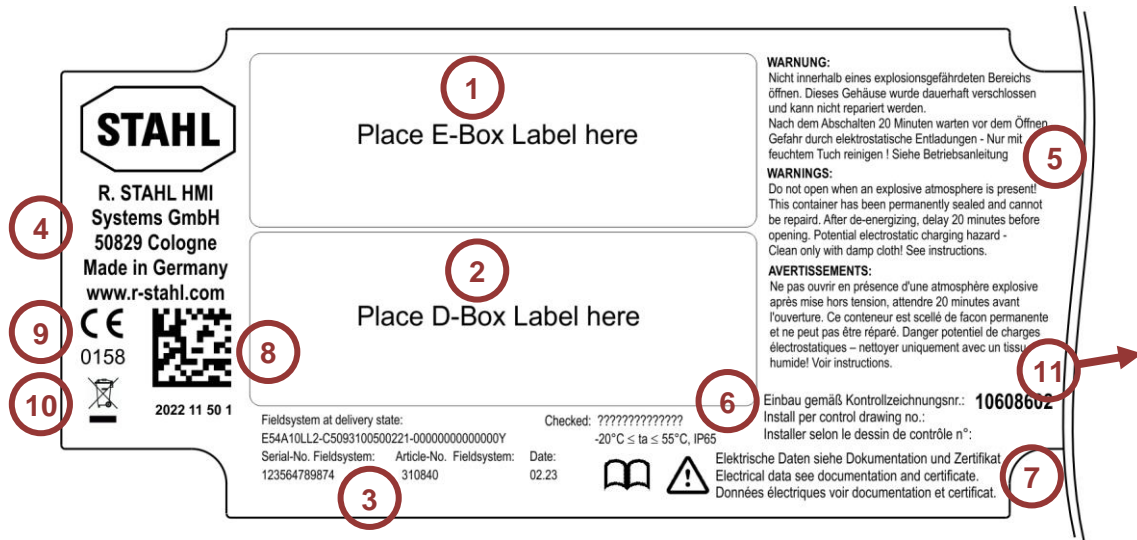 STAHL
R. STAHL HMI
Systems GmbH
50829 Cologne
Made in Germany
www.r-stahl.com
4
9
CE
0158
10
2022 11 50 1
8
1
Place E-Box Label here
2
Place D-Box Label here
Fieldsystem at delivery state:
E54A10LL2-C5093100500221-00000000000000Y
Serial-No. Fieldsystem: Article-No. Fieldsystem: Date:
123564789874 310840 02.23
3
Checked: ??????????????
-20°C ≤ ta ≤ 55°C, IP65
WARNUNG:
Nicht innerhalb eines explosionsgefährdeten Bereichs
öffnen. Dieses Gehäuse wurde dauerhaft verschlossen
und kann nicht repariert werden.
Nach dem Abschalten 20 Minuten warten vor dem Öffnen
Gefahr durch elektrostatische Entladungen - Nur mit
feuchtem Tuch reinigen ! Siehe Betriebsanleitung
5
WARNINGS:
Do not open when an explosive atmosphere is present!
This container has been permanently sealed and cannot
be repaird. After de-energizing, delay 20 minutes before
opening. Potential electrostatic charging hazard -
Clean only with damp cloth! See instructions.
AVERTISSEMENTS:
Ne pas ouvrir en présence d'une atmosphère explosive
après mise hors tension, attendre 20 minutes avant
l'ouverture. Ce conteneur est scellé de facon permanente
et ne peut pas être réparé. Danger potentiel de charges
électrostatiques – nettoyer uniquement avec un tissu
humide! Voir instructions.
11
6
Einbau gemäß Kontrollzeichnungsnr.: 10608602
Install per control drawing no.:
Installer selon le dessin de contrôle n°:
Elektrische Daten siehe Dokumentation und Zertifikat
Electrical data see documentation and certificate.
Données électriques voir documentation et certificat.
7